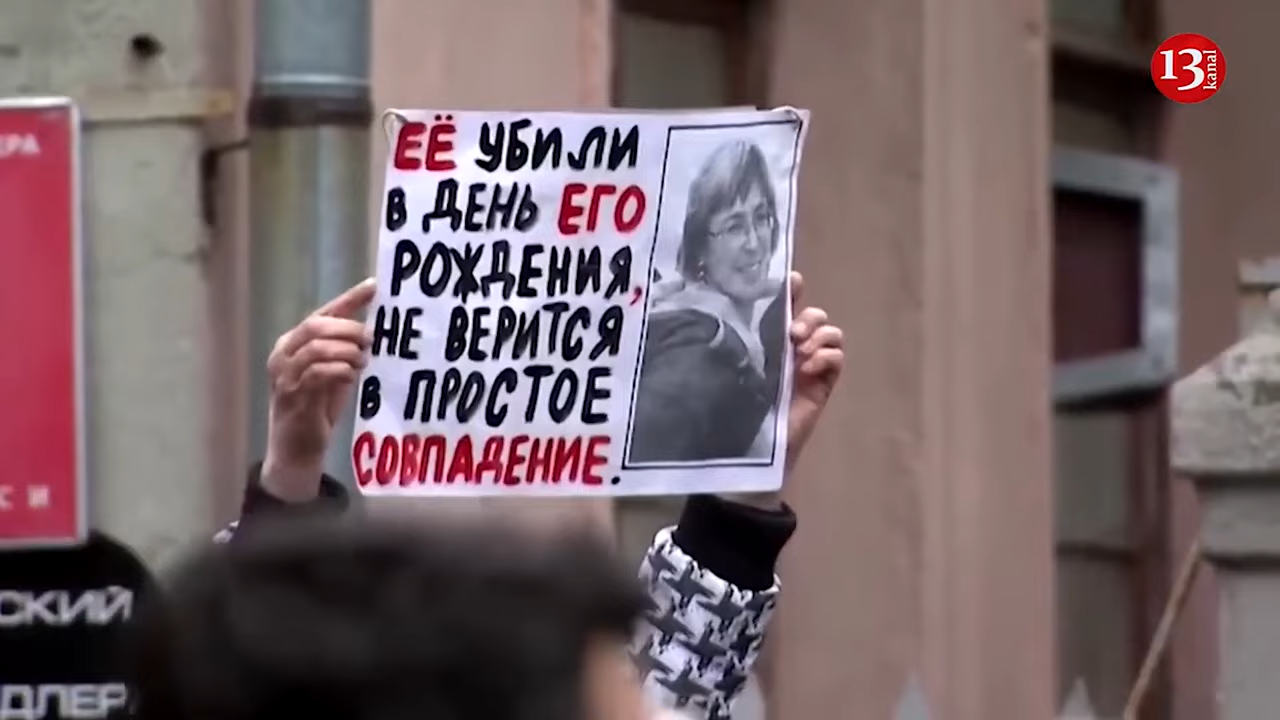 13
kanal
ЕЁ УБИЛИ
В ДЕНЬ ЕГО
РОЖДЕНИЯ,
НЕ ВЕРИТСЯ
В ПРОСТОЕ
СОВПАДЕНИЕ.